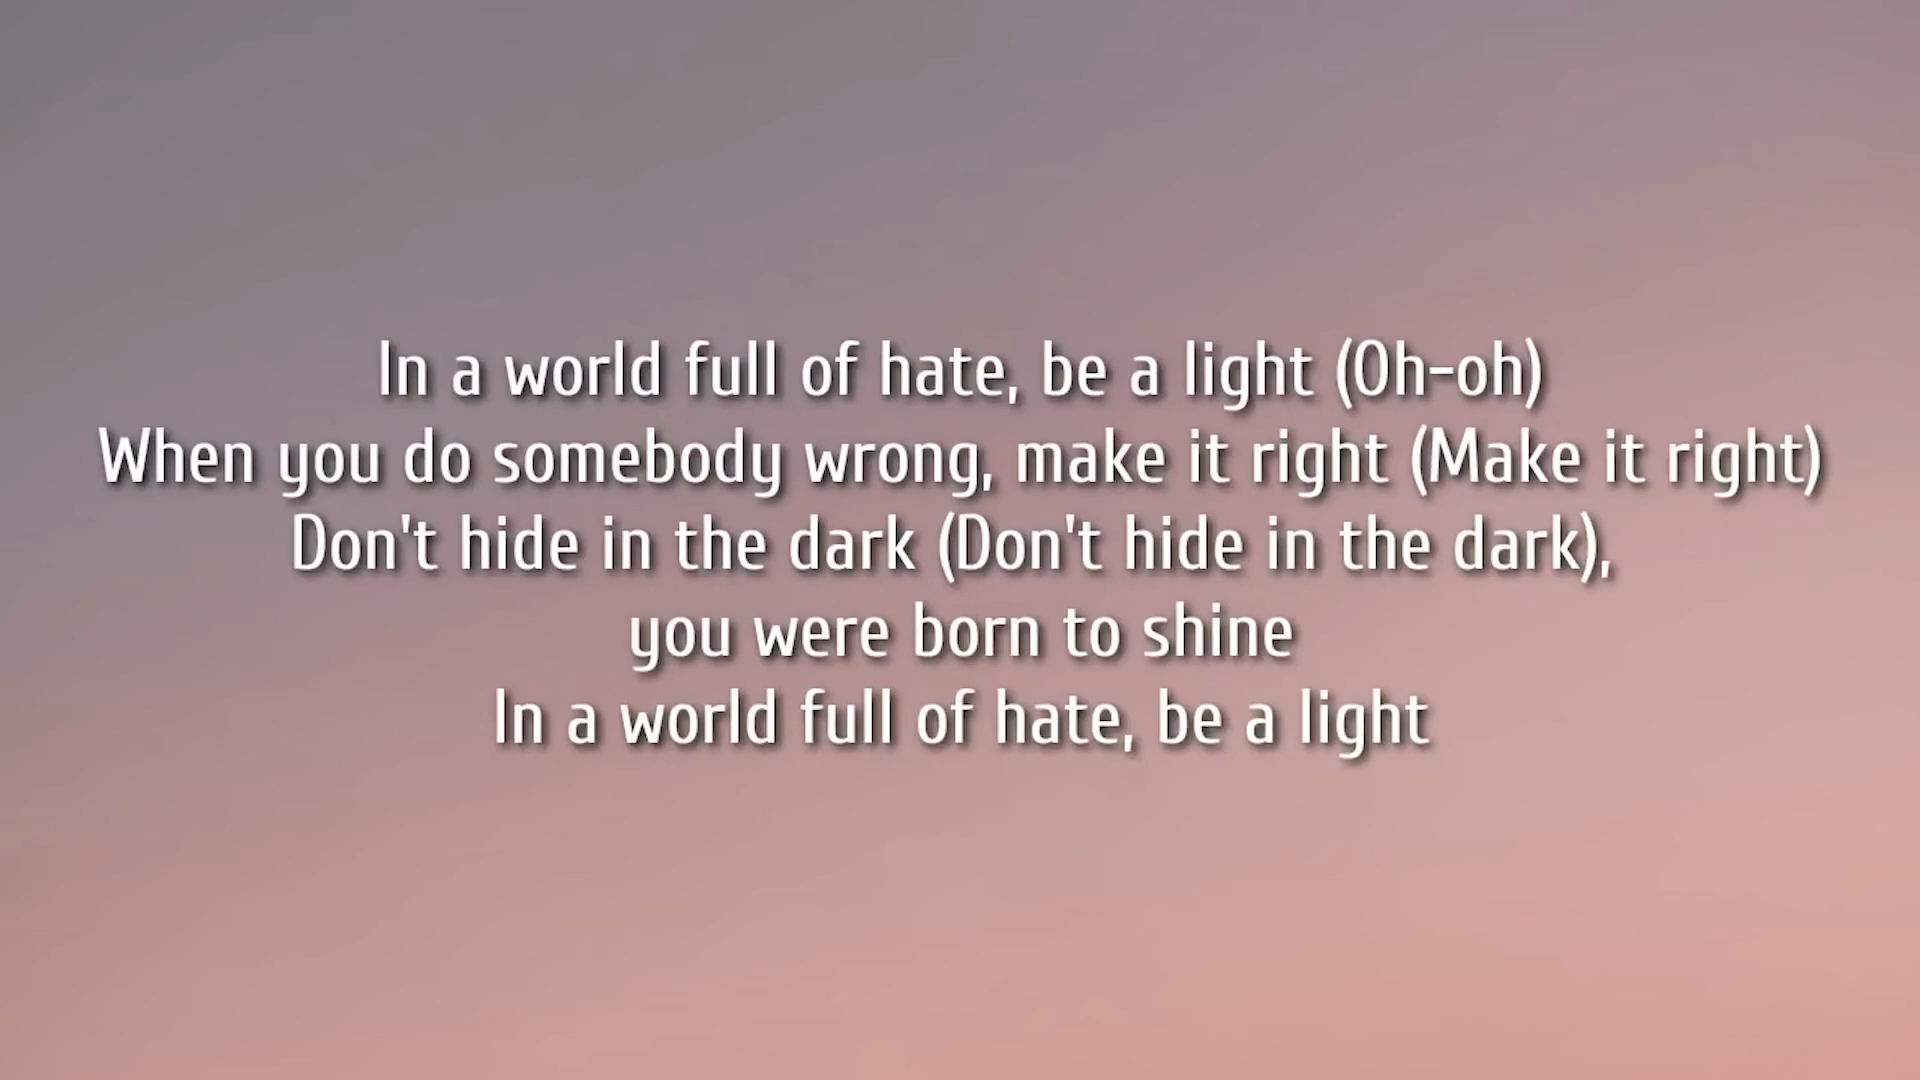 In a world full of hate, be a light (Oh-oh)
When you do somebody wrong, make it right (Make it right)
Don't hide in the dark (Don't hide in the dark),
you were born to shine
In a world full of hate, be a light